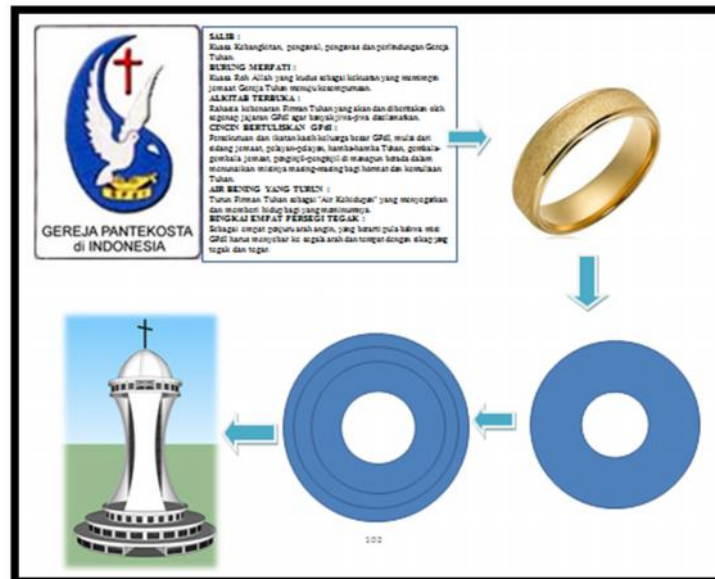 GEREJA PANTEKOSTA
di INDONESIA
SALIB :
Kuasa Kebangkitan, pengawal, pengawas dan perlindungan Gereja
Tuhan.
BURUNG MERPATI :
Kuasa Roh Allah yang kudus sebagai kekuatan yang memimpin
jemaat Gereja Tuhan menuju kesempurnaan.
ALKITAB TERBUKA :
Rahasia kebenaran Firman Tuhan yang akan dan diberitakan oleh
segenap jajaran GPdI agar banyak jiwa-jiwa diselamatkan.
CINCIN BERTULISKAN GPdI :
Persekutuan dan ikatan kasih keluarga besar GPdI, mulai dari
sidang jemaat, pelayan-pelayan, hamba-hamba Tuhan, gembala-
gembala jemaat, penginjil-penginjil di manapun berada dalam
menunaikan misinya masing-masing bagi hormat dan kemuliaan
Tuhan.
AIR BENING YANG TURUN :
Turun Firman Tuhan sebagai "Air Kehidupan" yang menyegarkan
dan memberi hidup bagi yang meminumnya.
BINGKAI EMPAT PERSEGI TEGAK :
Sebagai empat penjuru arah angin, yang berarti pula bahwa misi
GPdI harus menyebar ke segala arah dan tempat dengan sikap yang
tegak dan tegar.
102